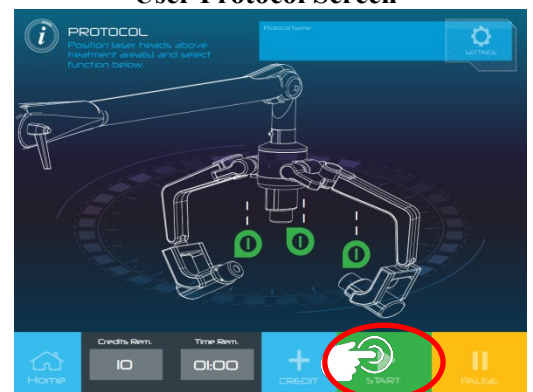 User Protocol Screen
i
PROTOCOL
Position laser heads above
treatment area(s) and select
function below.
Protocol Name
SETTINGS
Credits Rem.
Time Rem.
10
01:00
Home
CREDIT
START
PAUSE